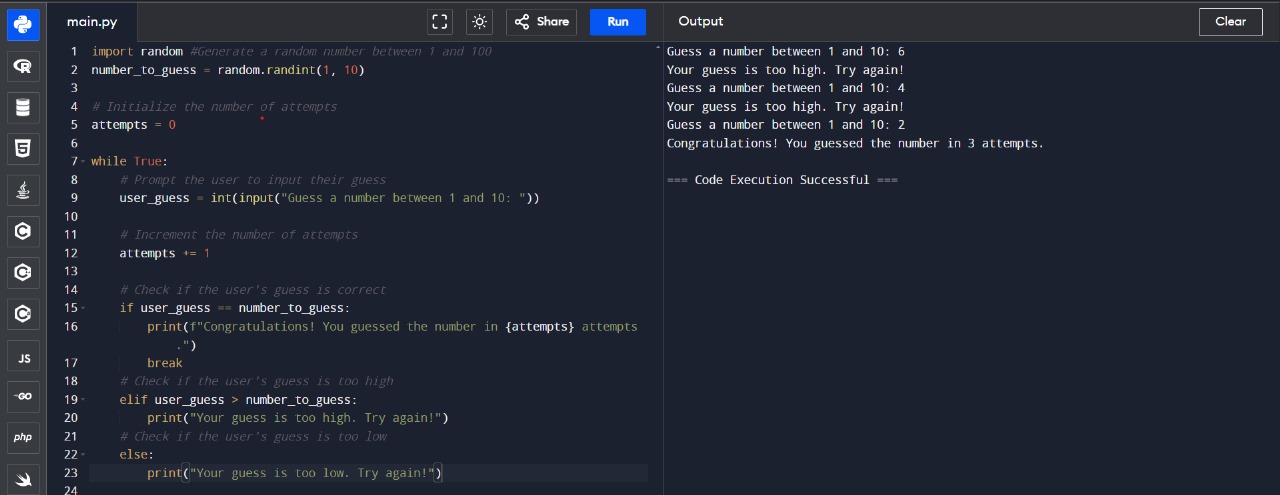 main.py
Share
Run
Output
Clear
1 import random #Generate a random number between 1 and 100
2 number_to_guess = random.randint(1, 10)
3
4 # Initialize the number of attempts
5 attempts = 0
6
7 while True:
8 # Prompt the user to input their guess
9 user_guess = int(input("Guess a number between 1 and 10: "))
10
11 # Increment the number of attempts
12 attempts += 1
13
14 # Check if the user's guess is correct
15 if user_guess == number_to_guess:
16 print(f"Congratulations! You guessed the number in {attempts} attempts
.")
17 break
18 # Check if the user's guess is too high
19 elif user_guess > number_to_guess:
20 print("Your guess is too high. Try again!")
21 # Check if the user's guess is too low
22 else:
23 print("Your guess is too low. Try again!")
24
Guess a number between 1 and 10: 6
Your guess is too high. Try again!
Guess a number between 1 and 10: 4
Your guess is too high. Try again!
Guess a number between 1 and 10: 2
Congratulations! You guessed the number in 3 attempts.
=== Code Execution Successful ===
R
5
C
C
C
JS
GO
php